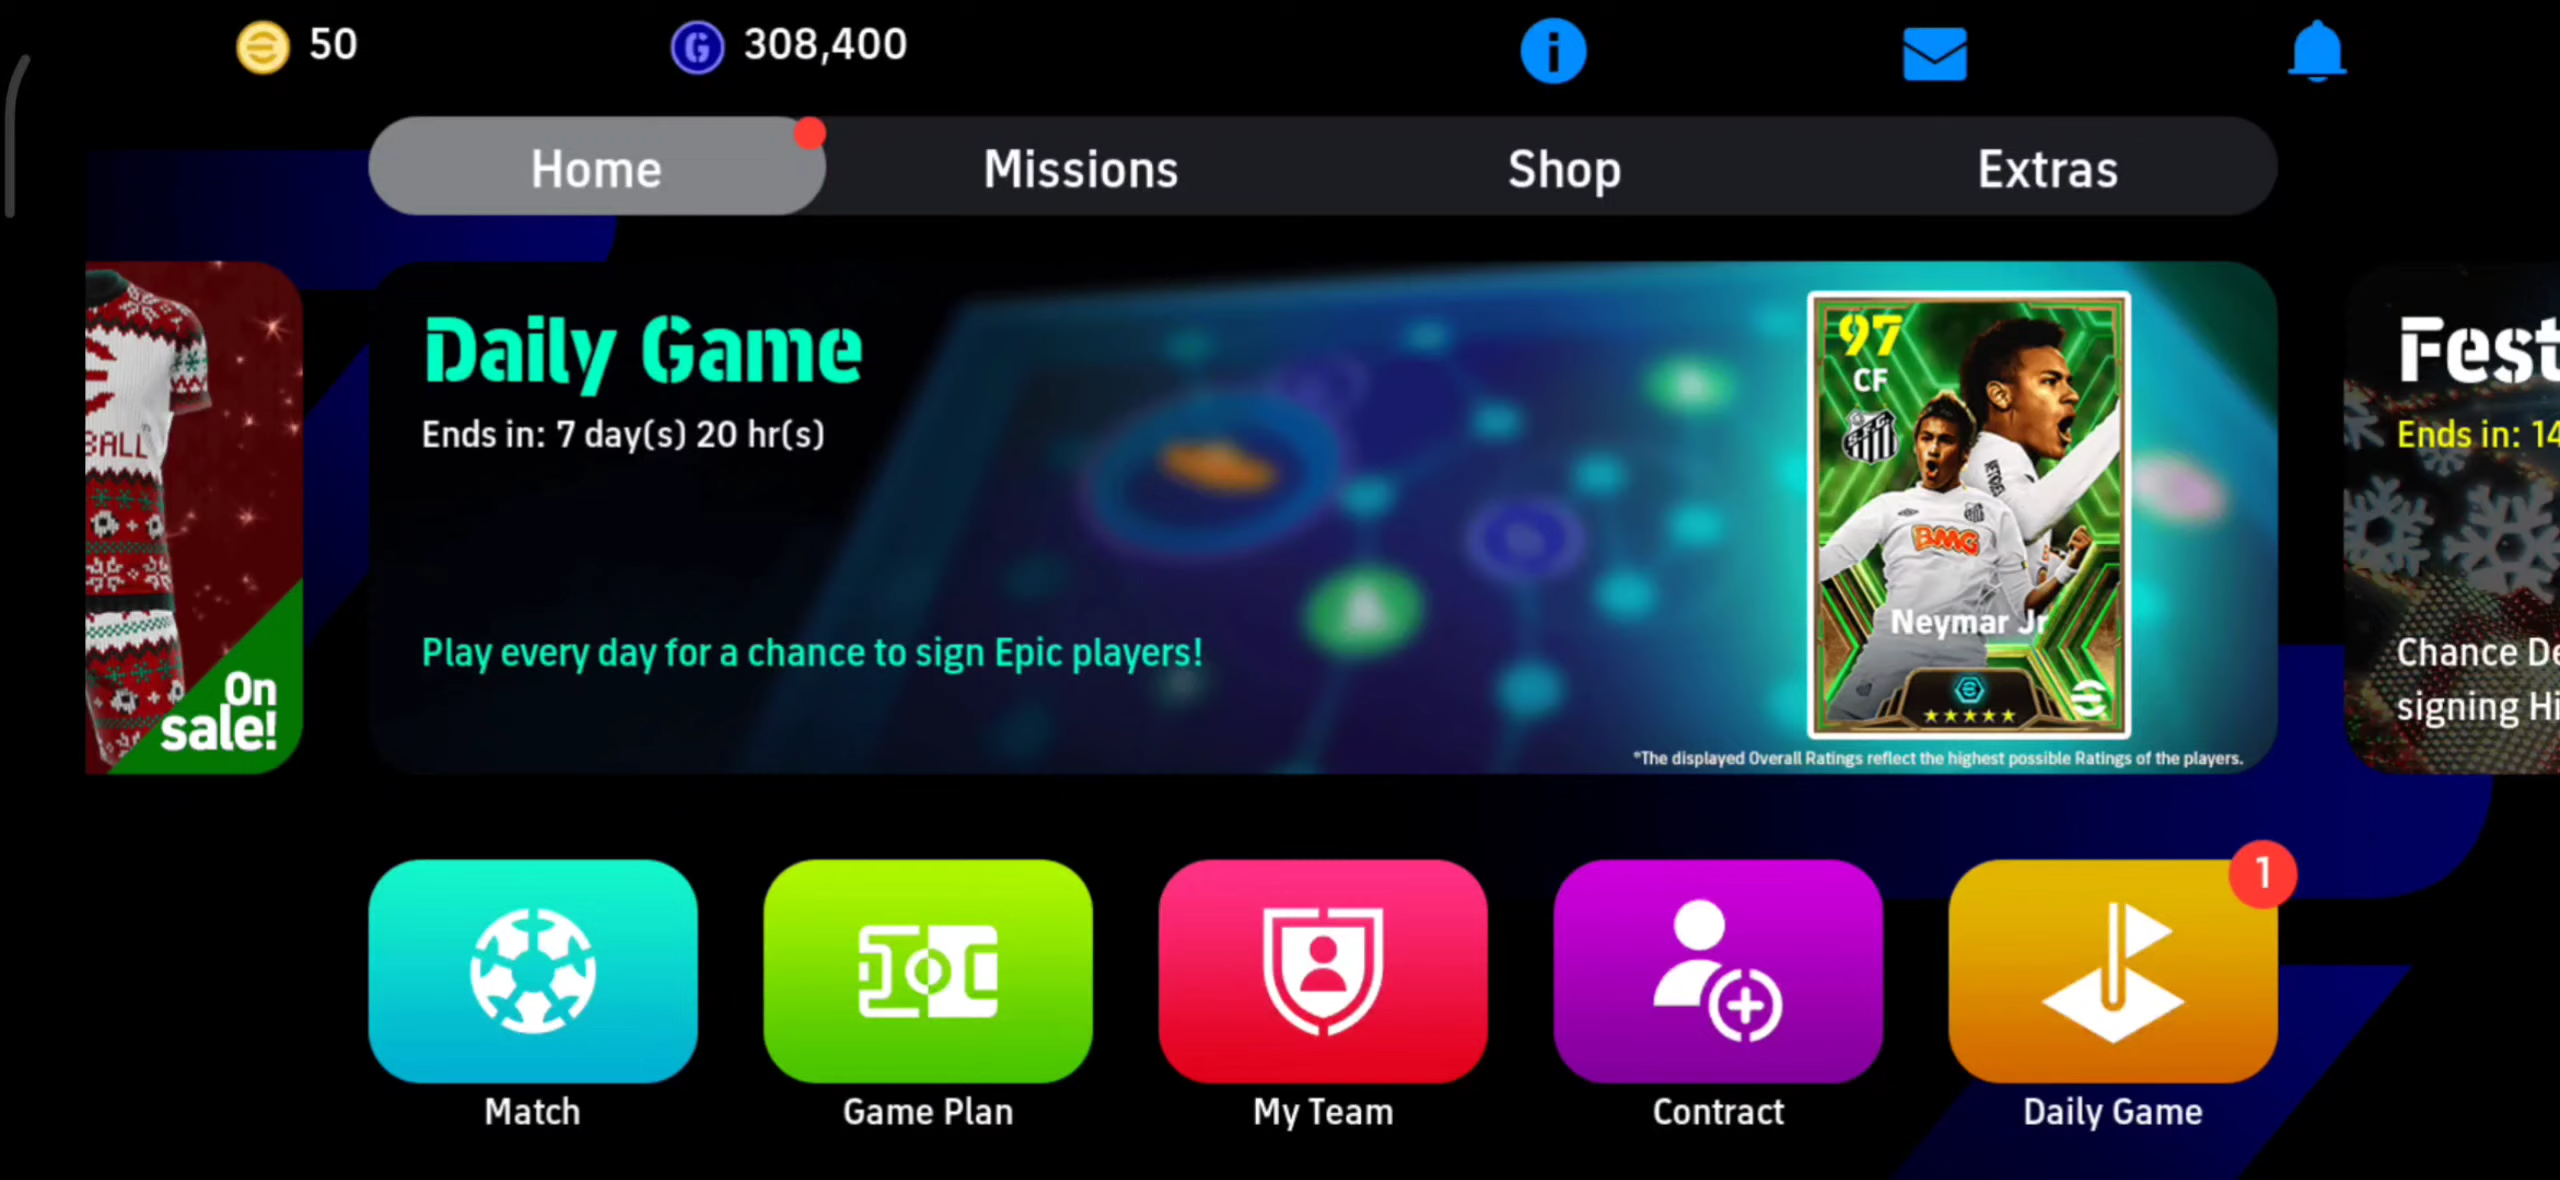 50
308,400
Home
Missions
Shop
Extras
Daily Game
Ends in: 7 day(s) 20 hr(s)
Play every day for a chance to sign Epic players!
97
CF
BMG
Neymar Jr
*The displayed Overall Ratings reflect the highest possible Ratings of the players.
BALL
On
sale!
Fest
Ends in: 14
Chance De
signing Hi
1
Match
Game Plan
My Team
Contract
Daily Game